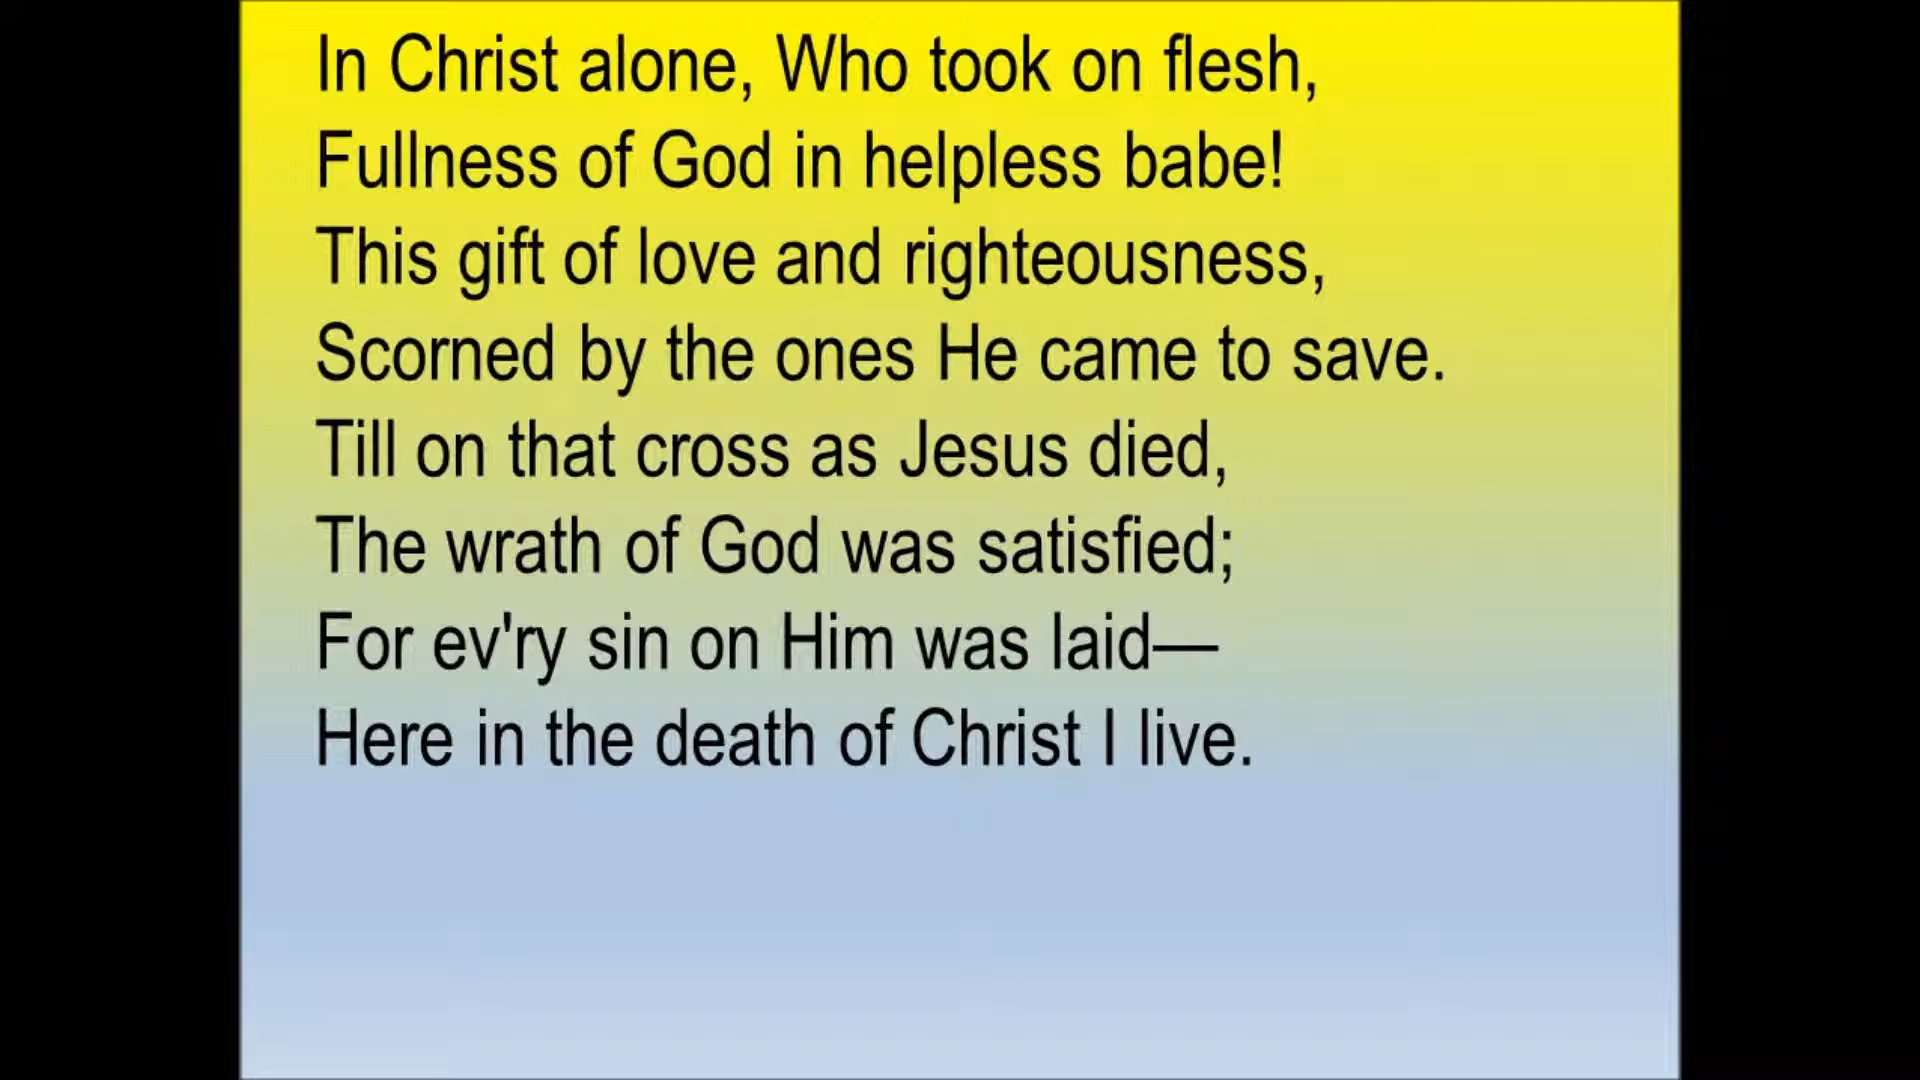 In Christ alone, Who took on flesh,
Fullness of God in helpless babe!
This gift of love and righteousness,
Scorned by the ones He came to save.
Till on that cross as Jesus died,
The wrath of God was satisfied;
For ev'ry sin on Him was laid—
Here in the death of Christ I live.